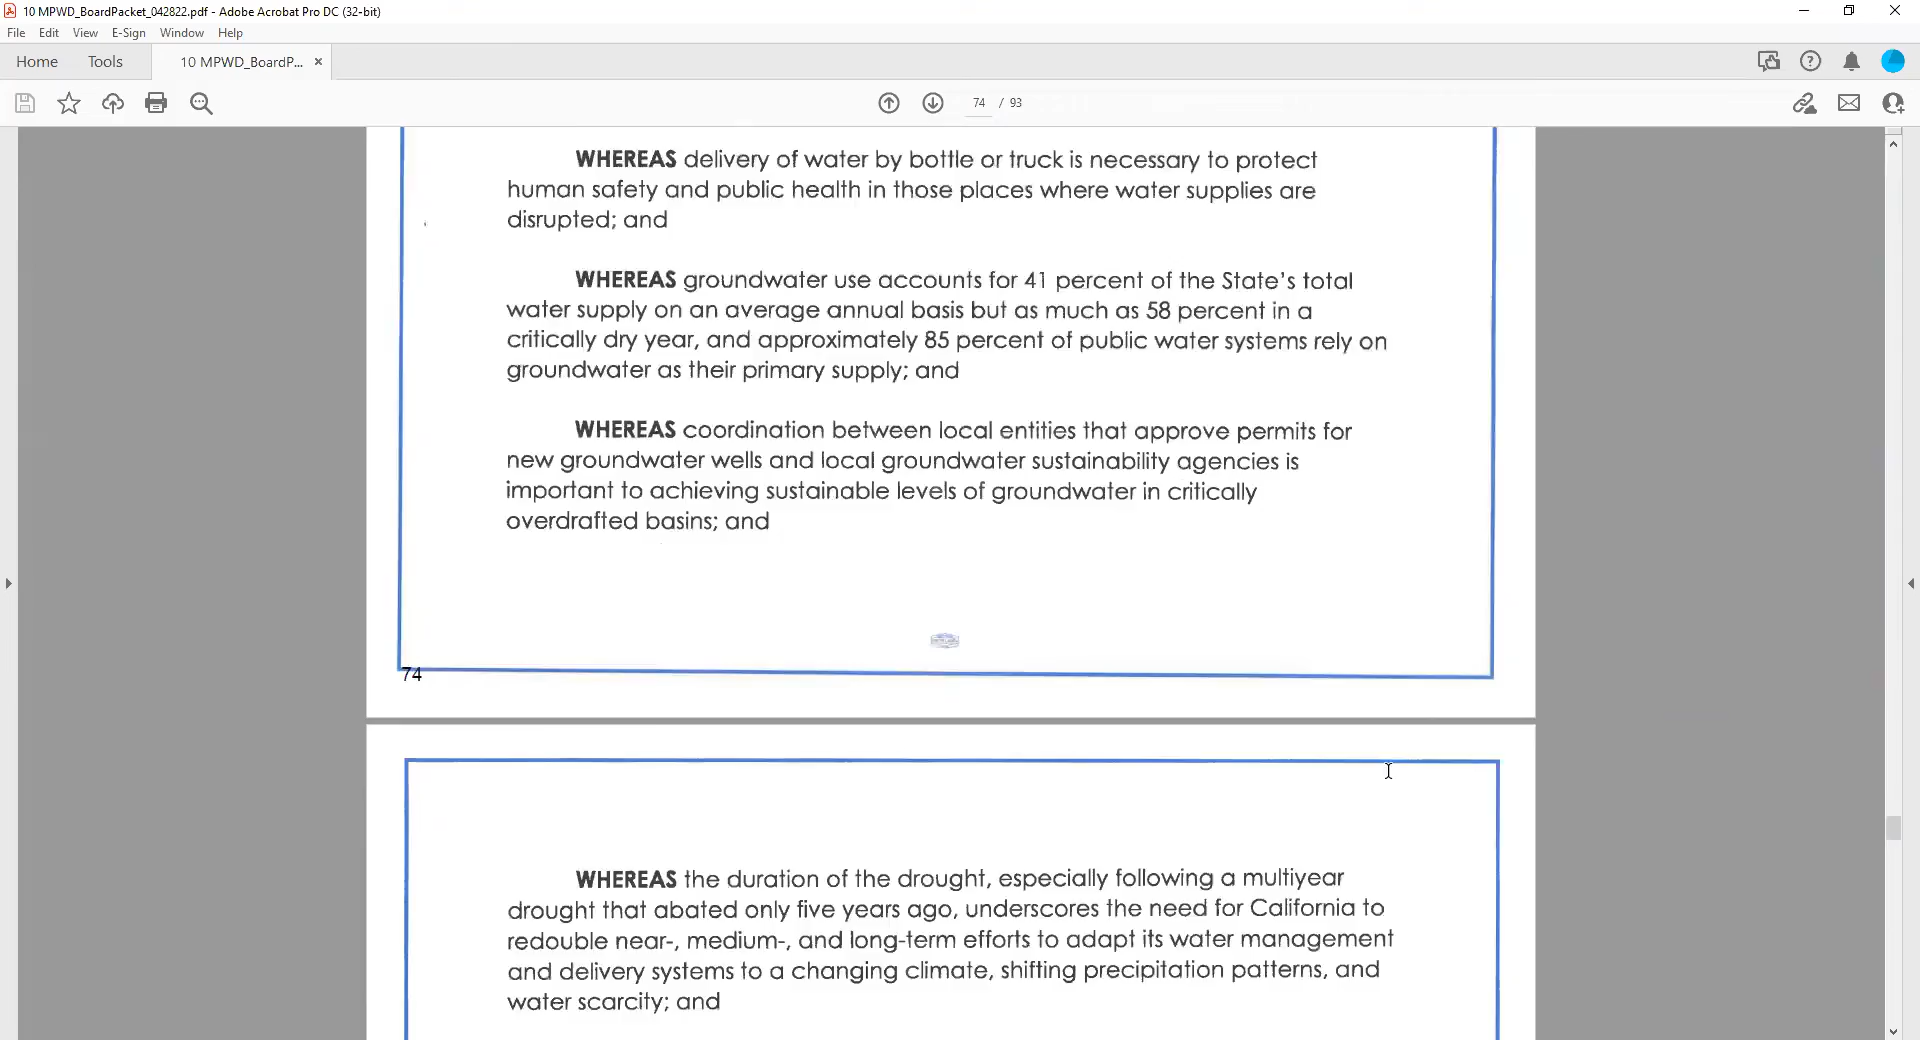 10 MPWD_BoardPacket_042822.pdf - Adobe Acrobat Pro DC (32-bit)
File Edit View E-Sign Window Help
Home Tools 10 MPWD_BoardP... ×
74 / 93
WHEREAS delivery of water by bottle or truck is necessary to protect
human safety and public health in those places where water supplies are
disrupted; and
WHEREAS groundwater use accounts for 41 percent of the State's total
water supply on an average annual basis but as much as 58 percent in a
critically dry year, and approximately 85 percent of public water systems rely on
groundwater as their primary supply; and
WHEREAS coordination between local entities that approve permits for
new groundwater wells and local groundwater sustainability agencies is
important to achieving sustainable levels of groundwater in critically
overdrafted basins; and
74
WHEREAS the duration of the drought, especially following a multiyear
drought that abated only five years ago, underscores the need for California to
redouble near-, medium-, and long-term efforts to adapt its water management
and delivery systems to a changing climate, shifting precipitation patterns, and
water scarcity; and